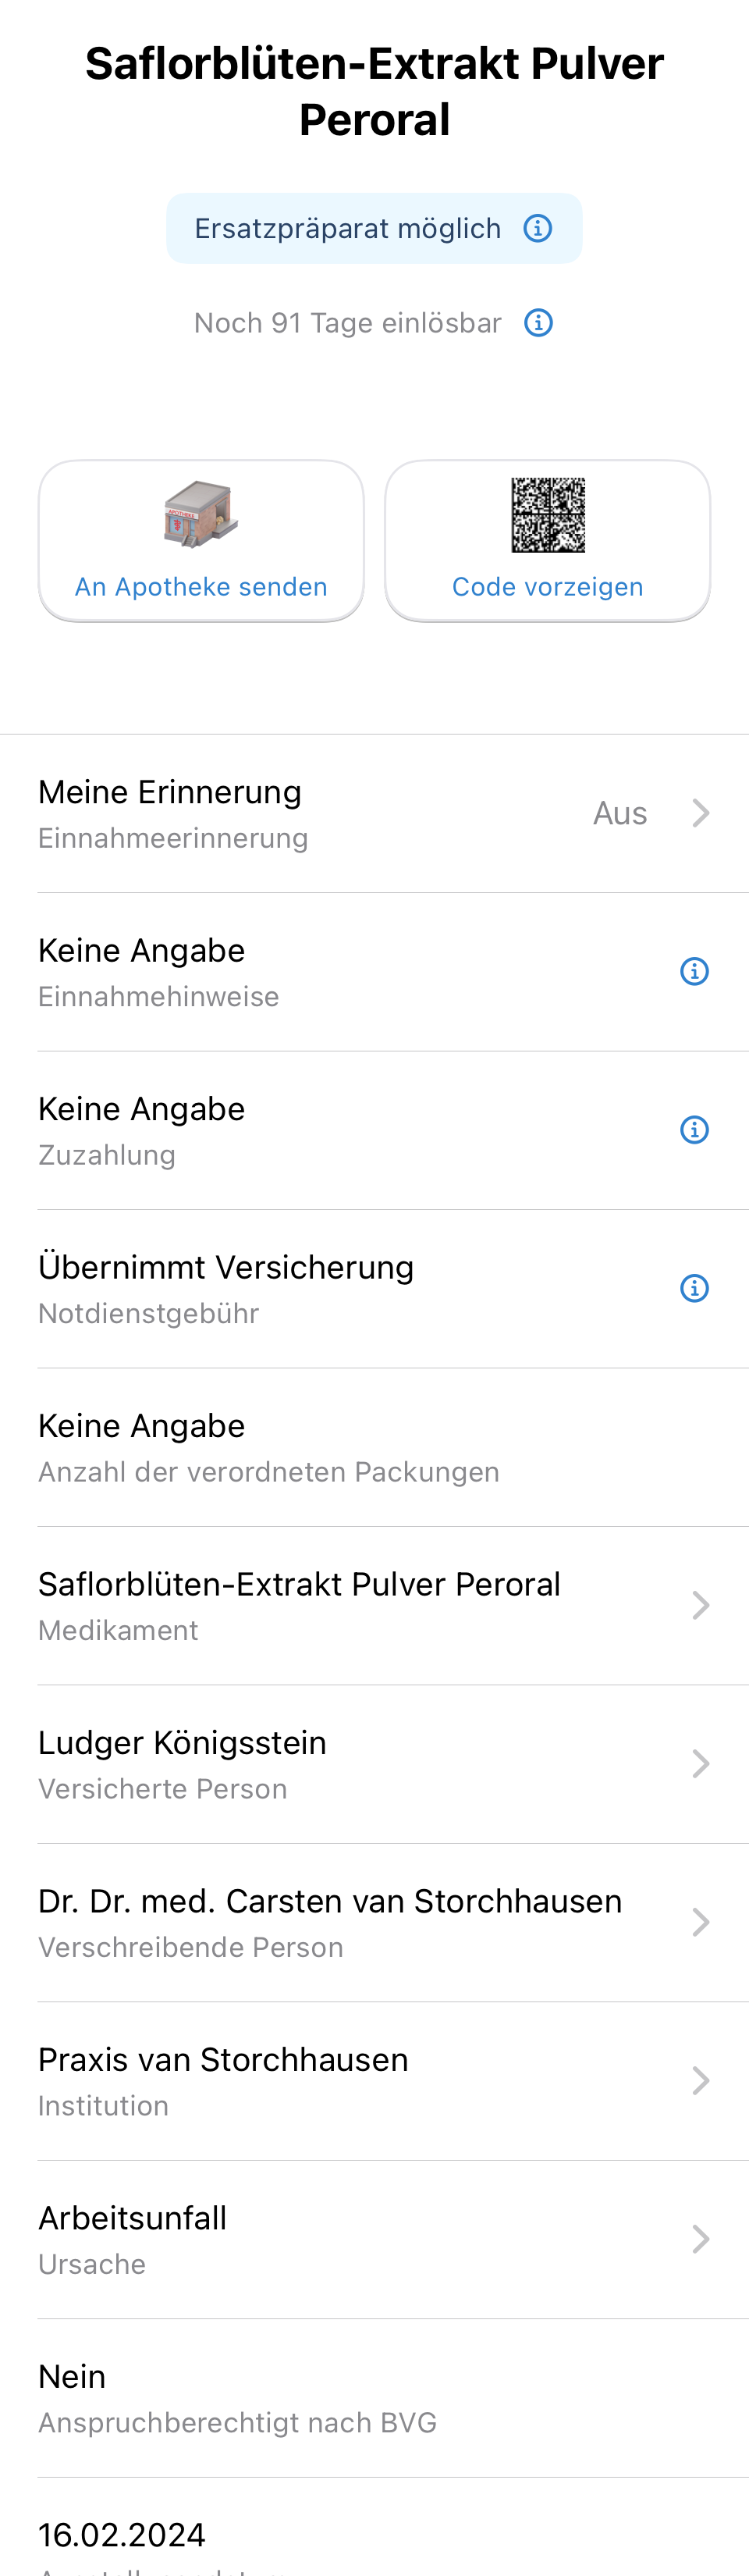 Saflorblüten-Extrakt Pulver
Peroral
Ersatzpräparat möglich
Noch 91 Tage einlösbar
APOTHEKE
An Apotheke senden
Code vorzeigen
Meine Erinnerung
Einnahmeerinnerung
Aus
Keine Angabe
Einnahmehinweise
Keine Angabe
Zuzahlung
Übernimmt Versicherung
Notdienstgebühr
Keine Angabe
Anzahl der verordneten Packungen
Saflorblüten-Extrakt Pulver Peroral
Medikament
Ludger Königsstein
Versicherte Person
Dr. Dr. med. Carsten van Storchhausen
Verschreibende Person
Praxis van Storchhausen
Institution
Arbeitsunfall
Ursache
Nein
Anspruchberechtigt nach BVG
16.02.2024